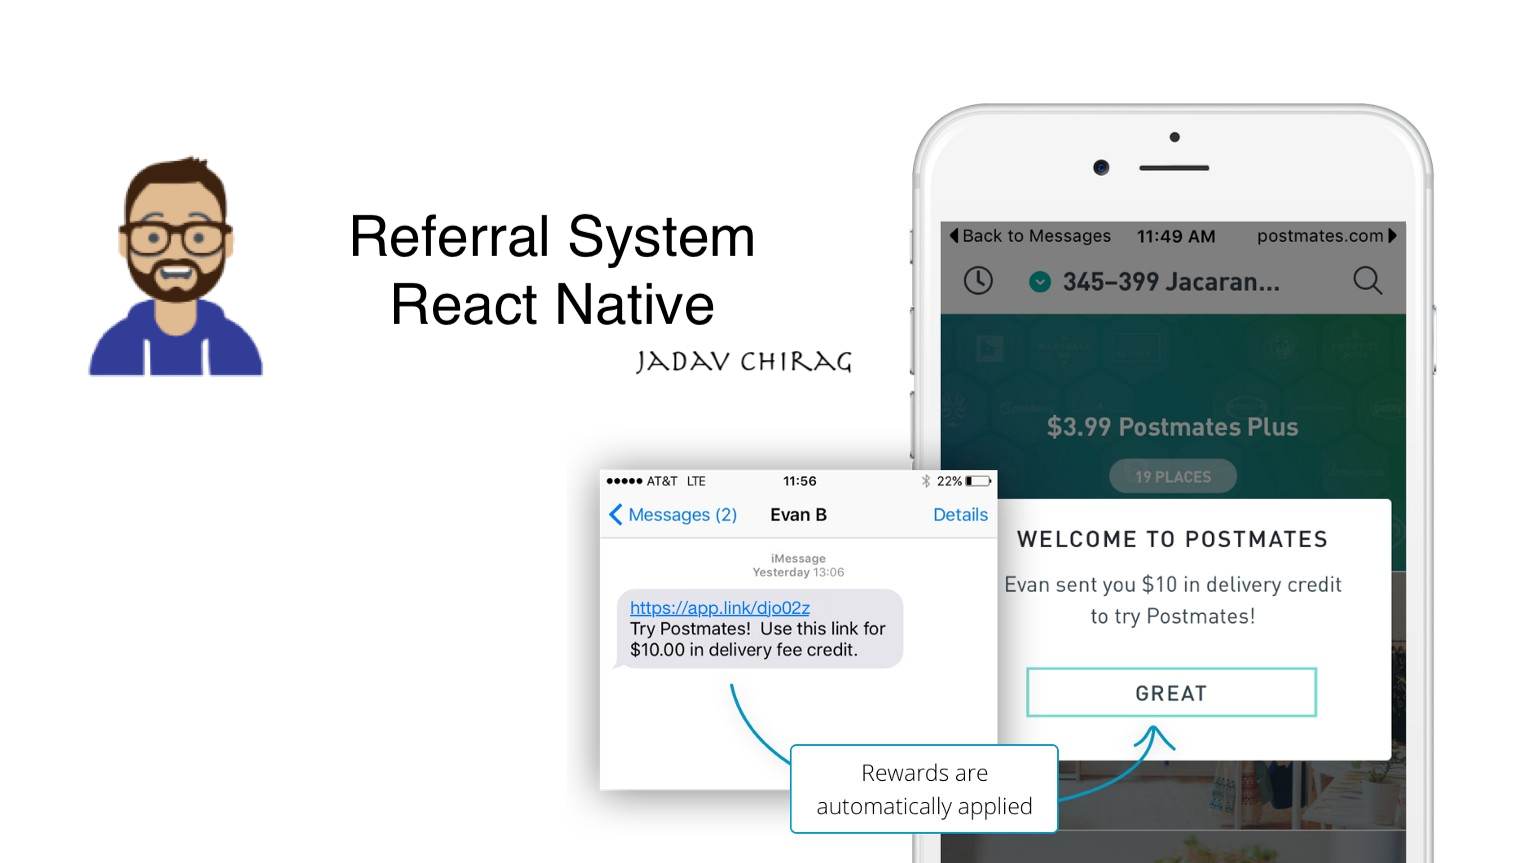 Referral System
React Native
JADAV CHIRAG
Back to Messages 11:49 AM postmates.com
345–399 Jacaran...
$3.99 Postmates Plus
19 PLACES
AT&T LTE 11:56 22%
Messages (2) Evan B Details
iMessage
Yesterday 13:06
https://app.link/djo02z
Try Postmates! Use this link for
$10.00 in delivery fee credit.
WELCOME TO POSTMATES
Evan sent you $10 in delivery credit
to try Postmates!
GREAT
Rewards are
automatically applied